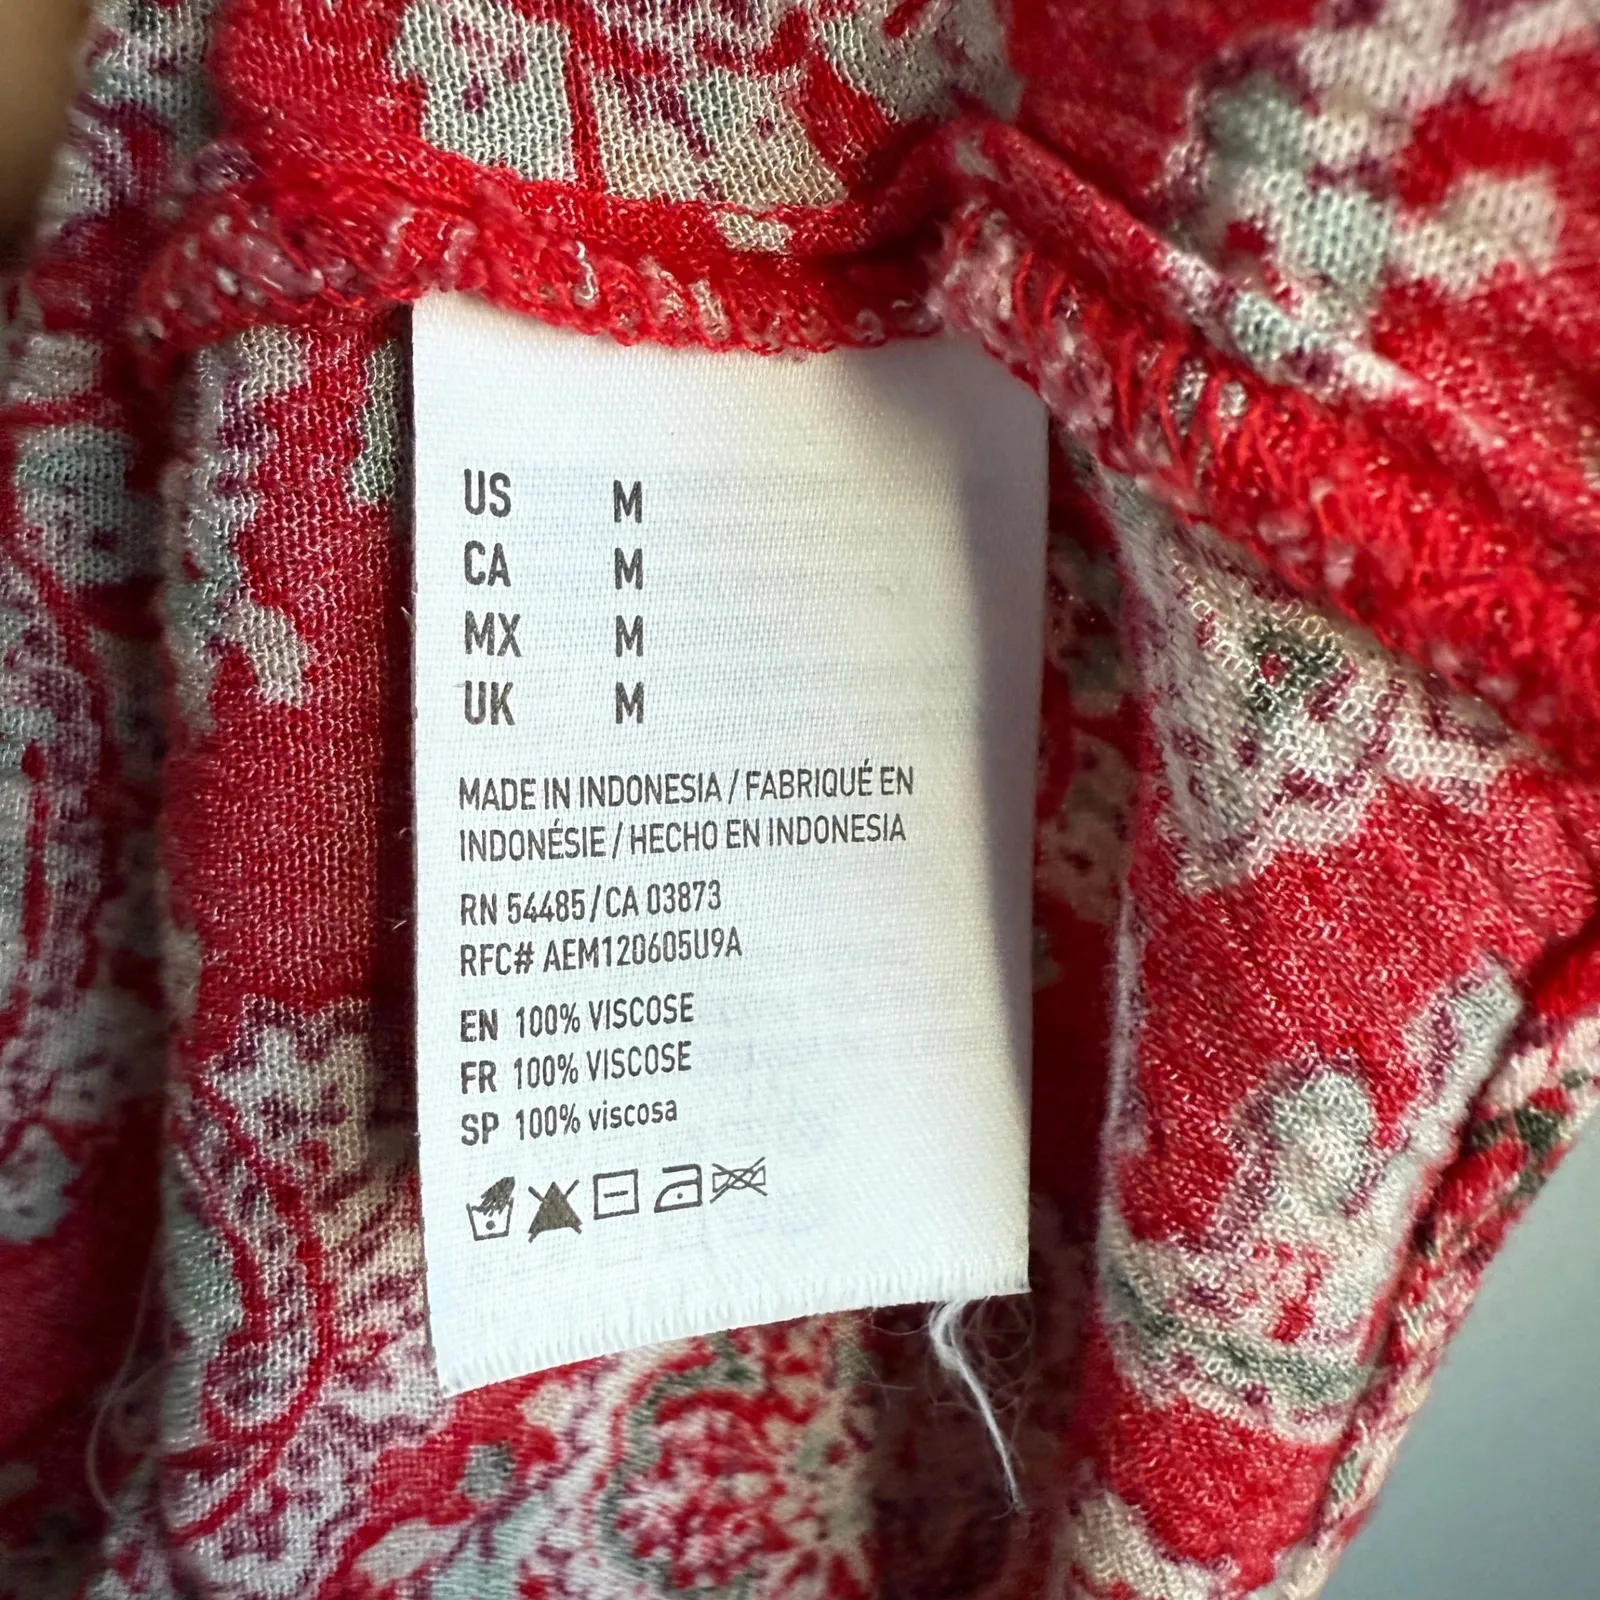 US M
CA M
MX M
UK M
MADE IN INDONESIA / FABRIQUÉ EN
INDONÉSIE / HECHO EN INDONESIA
RN 54485 / CA 03873
RFC# AEM120605U9A
EN 100% VISCOSE
FR 100% VISCOSE
SP 100% viscosa